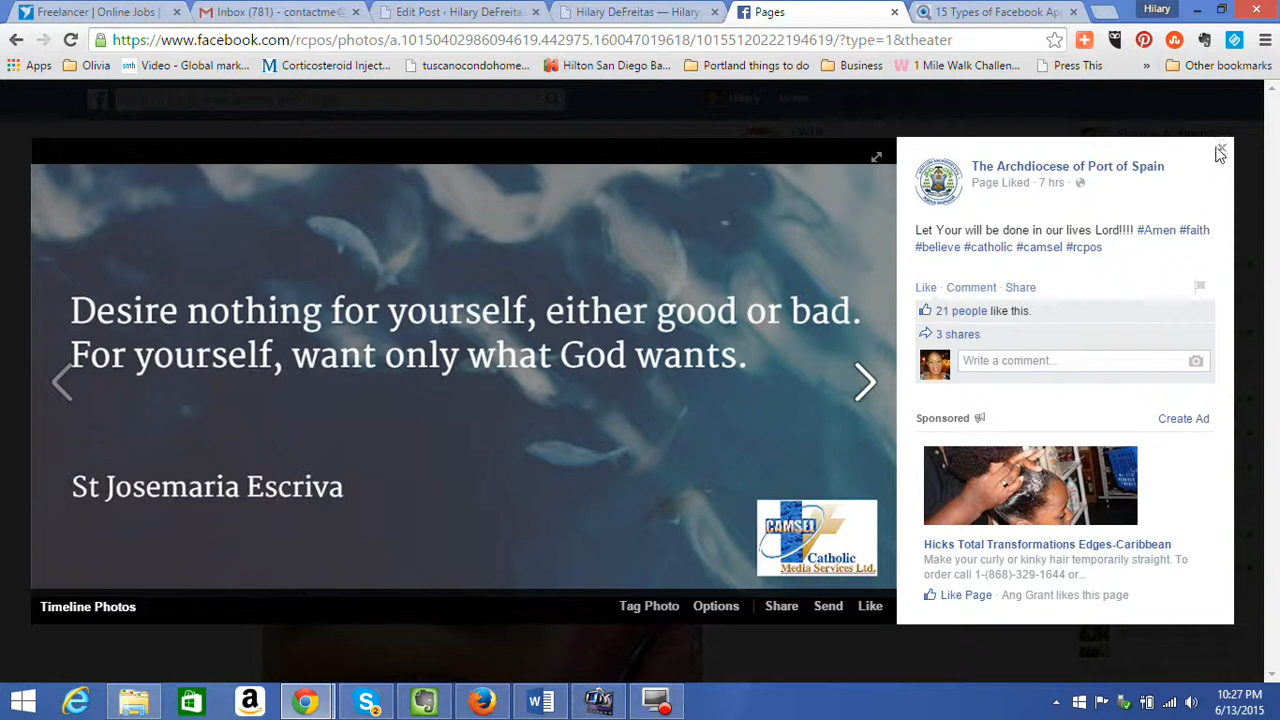 Freelancer | Online Jobs |
Inbox (781) - contactme@
Edit Post ‹ Hilary DeFreitas
Hilary DeFreitas — Hilary
Pages
15 Types of Facebook App
Hilary
https://www.facebook.com/rcpos/photos/a.10150402986094619.442975.160047019618/10155120222194619/?type=1&theater
Apps
Olivia
smh
Video - Global mark...
Corticosteroid Inject...
tuscanocondohome...
Hilton San Diego Ba...
Portland things to do
Business
1 Mile Walk Challen...
Press This
»
Other bookmarks
Hilary
Home
Desire nothing for yourself, either good or bad.
For yourself, want only what God wants.
St Josemaria Escriva
CAMSEL
Catholic
Media Services Ltd.
Timeline Photos
Tag Photo
Options
Share
Send
Like
The Archdiocese of Port of Spain
Page Liked · 7 hrs ·
Let Your will be done in our lives Lord!!!! #Amen #faith
#believe #catholic #camsel #rcpos
Like · Comment · Share
21 people like this.
3 shares
Write a comment...
Sponsored
Create Ad
Hicks Total Transformations Edges-Caribbean
Make your curly or kinky hair temporarily straight. To
order call 1-(868)-329-1644 or...
Like Page · Ang Grant likes this page
10:27 PM
6/13/2015